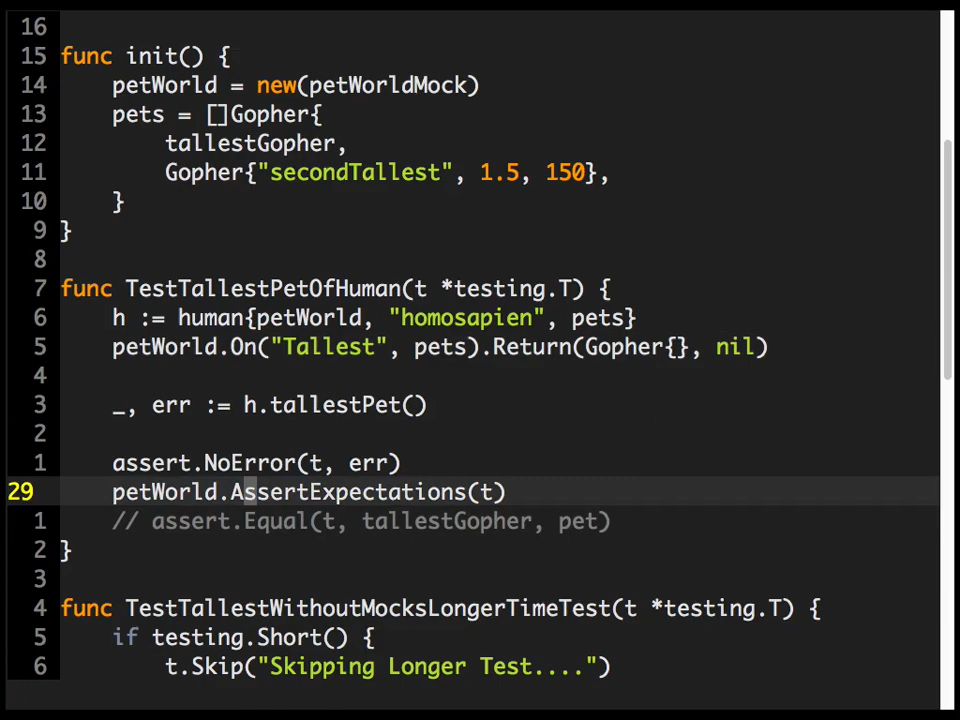 16
15 func init() {
14     petWorld = new(petWorldMock)
13     pets = []Gopher{
12         tallestGopher,
11         Gopher{"secondTallest", 1.5, 150},
10     }
9 }
8
7 func TestTallestPetOfHuman(t *testing.T) {
6     h := human{petWorld, "homosapien", pets}
5     petWorld.On("Tallest", pets).Return(Gopher{}, nil)
4
3     _, err := h.tallestPet()
2
1     assert.NoError(t, err)
29     petWorld.AssertExpectations(t)
1     // assert.Equal(t, tallestGopher, pet)
2 }
3
4 func TestTallestWithoutMocksLongerTimeTest(t *testing.T) {
5     if testing.Short() {
6         t.Skip("Skipping Longer Test....")